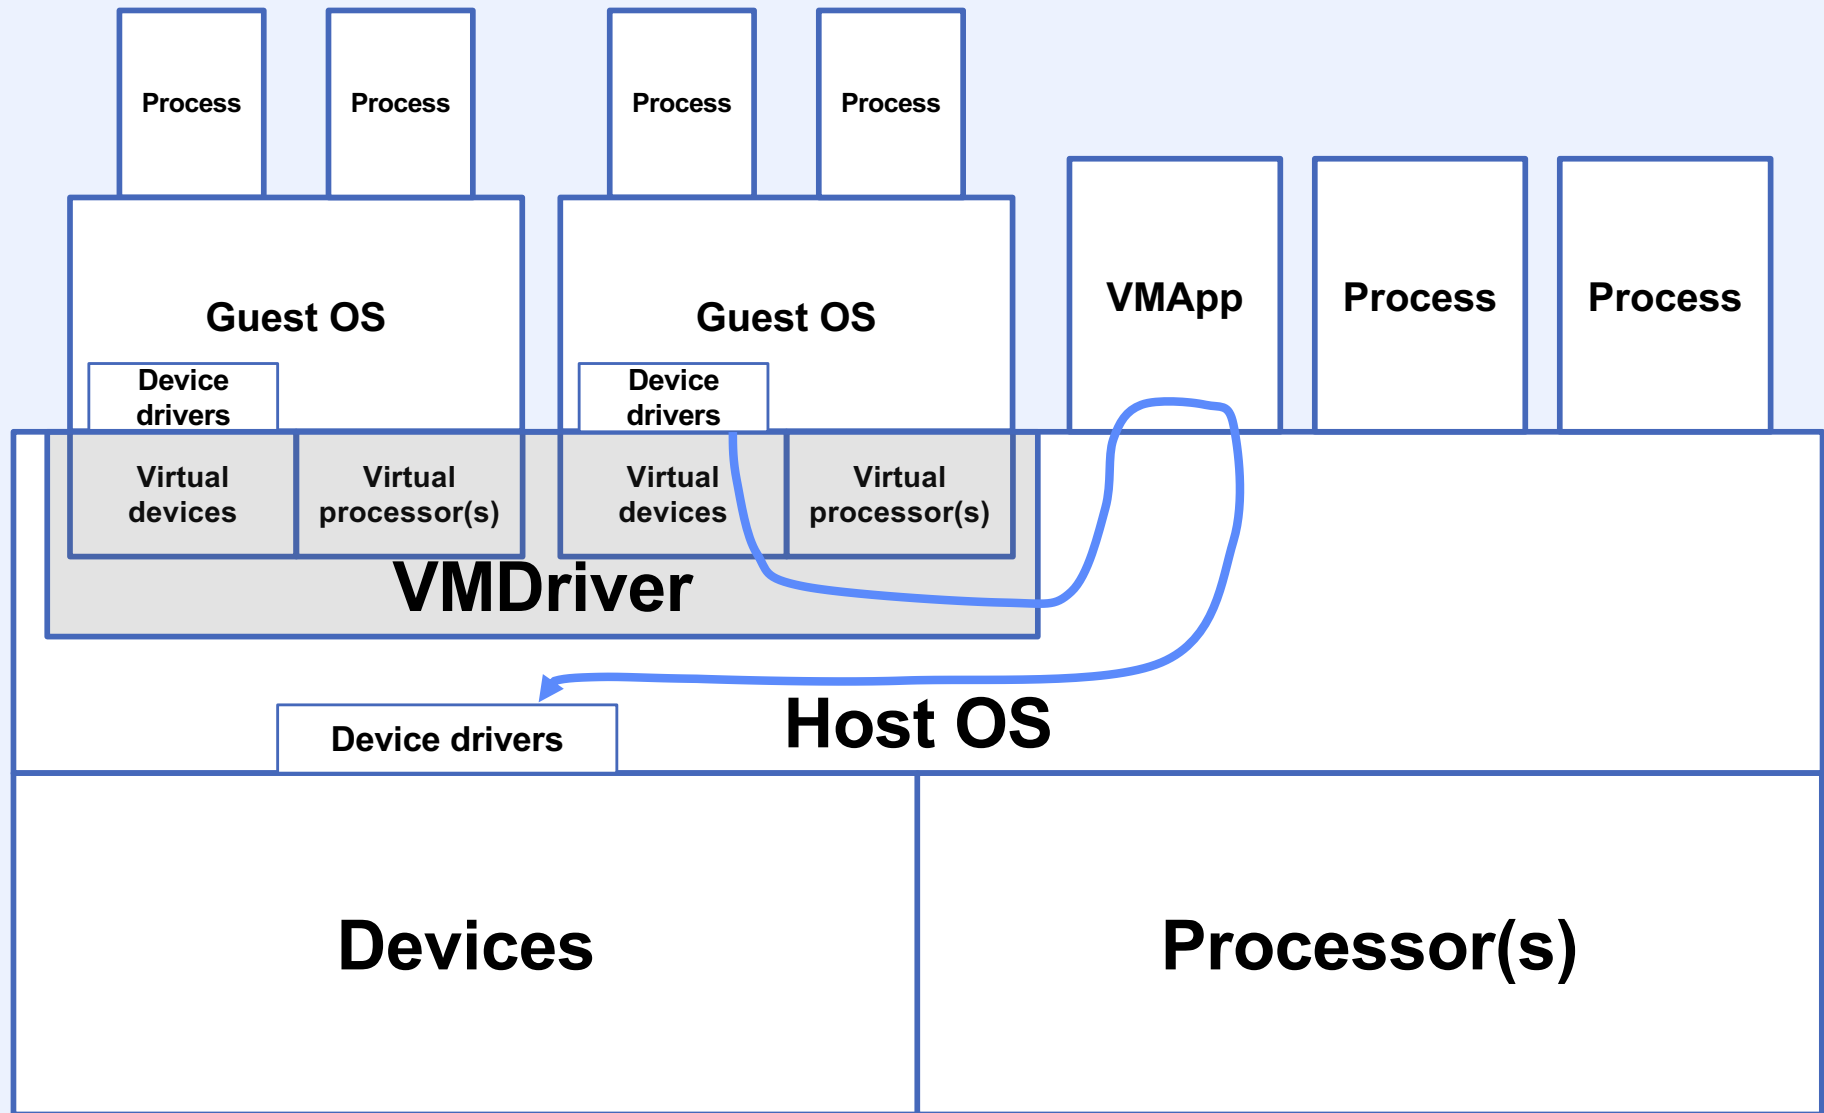 Process
Process
Process
Process
Guest OS
Guest OS
VMApp
Process
Process
Device
drivers
Device
drivers
Virtual
devices
Virtual
processor(s)
Virtual
devices
Virtual
processor(s)
VMDriver
Host OS
Device drivers
Devices
Processor(s)